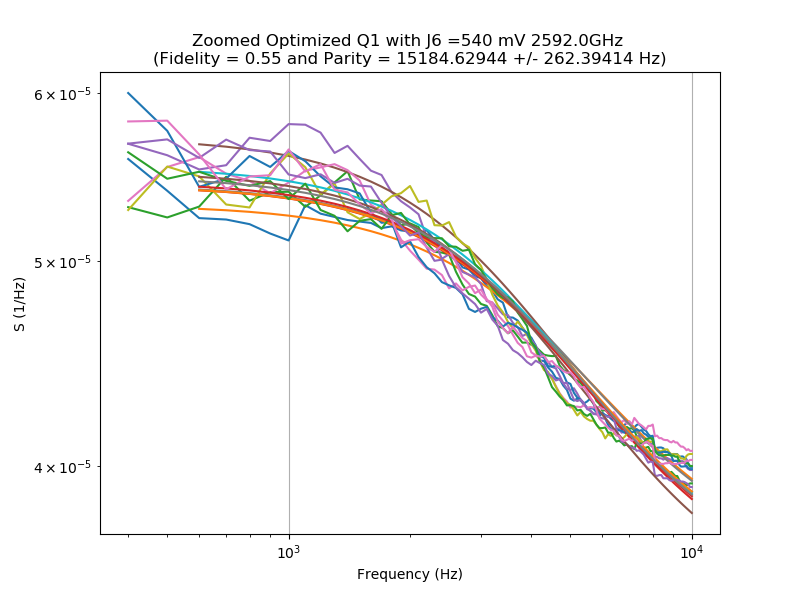 Zoomed Optimized Q1 with J6 =540 mV 2592.0GHz
(Fidelity = 0.55 and Parity = 15184.62944 +/- 262.39414 Hz)
6 × 10⁻⁵
5 × 10⁻⁵
4 × 10⁻⁵
S (1/Hz)
10³
10⁴
Frequency (Hz)